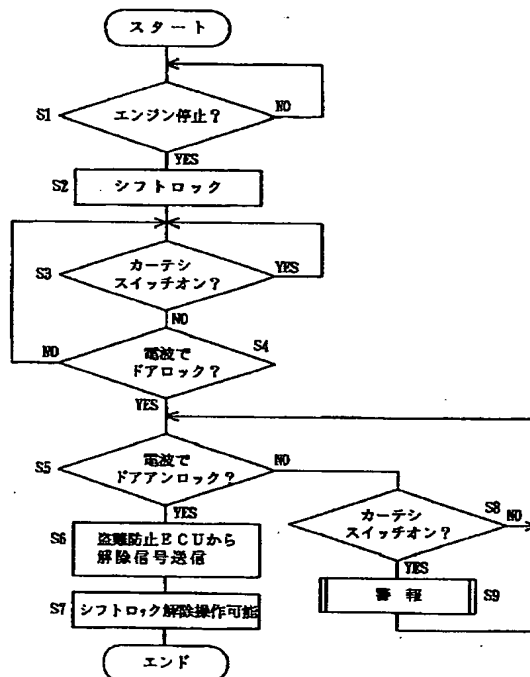 スタート
S1
エンジン停止?
NO
YES
S2
シフトロック
S3
カーテシ
スイッチオン?
YES
NO
S4
NO
電波で
ドアロック?
YES
S5
電波で
ドアアンロック?
NO
YES
S6
盗難防止ECUから
解除信号送信
S8
カーテシ
スイッチオン?
NO
YES
S7
シフトロック解除操作可能
警報
S9
エンド